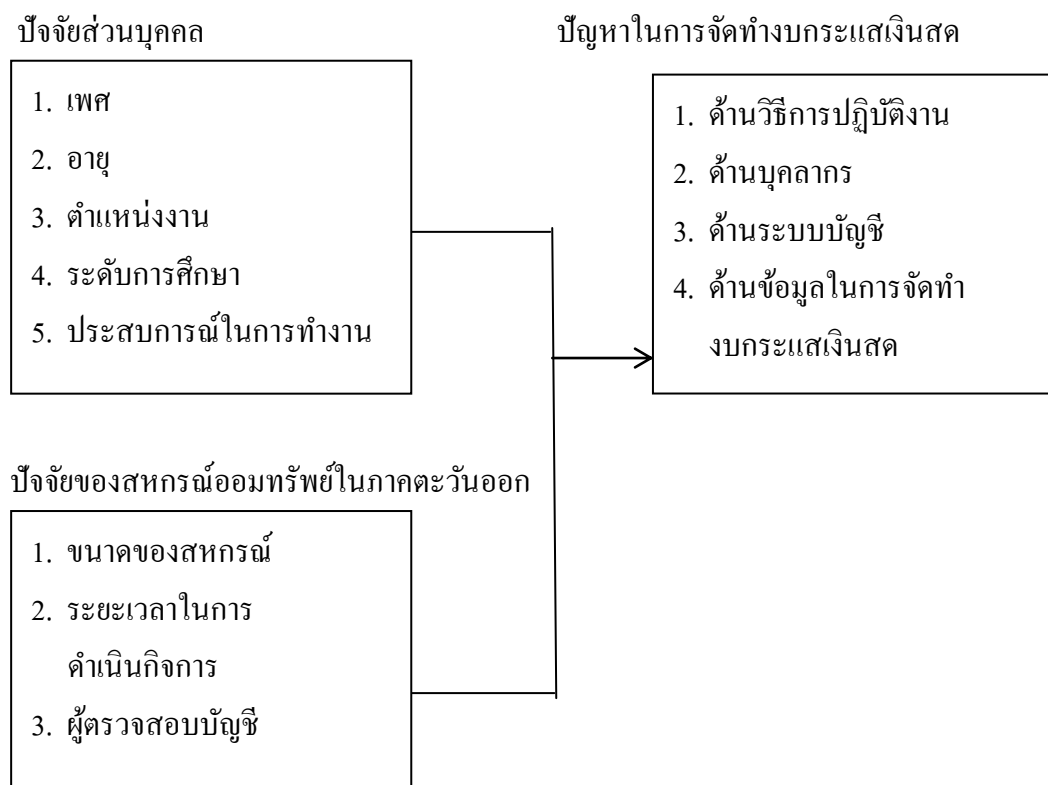 ปัจจัยส่วนบุคคล
1. เพศ
2. อายุ
3. ตำแหน่งงาน
4. ระดับการศึกษา
5. ประสบการณ์ในการทำงาน
ปัญหาในการจัดทำงบกระแสเงินสด
1. ด้านวิธีการปฏิบัติงาน
2. ด้านบุคลากร
3. ด้านระบบบัญชี
4. ด้านข้อมูลในการจัดทำ
งบกระแสเงินสด
ปัจจัยของสหกรณ์ออมทรัพย์ในภาคตะวันออก
1. ขนาดของสหกรณ์
2. ระยะเวลาในการ
ดำเนินกิจการ
3. ผู้ตรวจสอบบัญชี